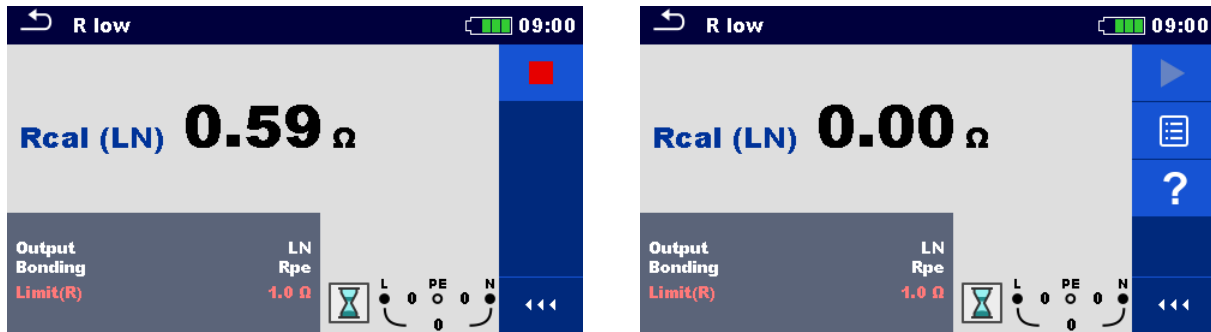 R low
09:00
Rcal (LN) 0.59 Ω
Output LN
Bonding Rpe
Limit(R) 1.0 Ω
L PE N
0 0
0
R low
09:00
Rcal (LN) 0.00 Ω
?
Output LN
Bonding Rpe
Limit(R) 1.0 Ω
L PE N
0 0
0